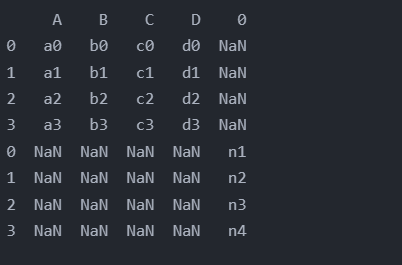 A B C D 0
0 a0 b0 c0 d0 NaN
1 a1 b1 c1 d1 NaN
2 a2 b2 c2 d2 NaN
3 a3 b3 c3 d3 NaN
0 NaN NaN NaN NaN n1
1 NaN NaN NaN NaN n2
2 NaN NaN NaN NaN n3
3 NaN NaN NaN NaN n4